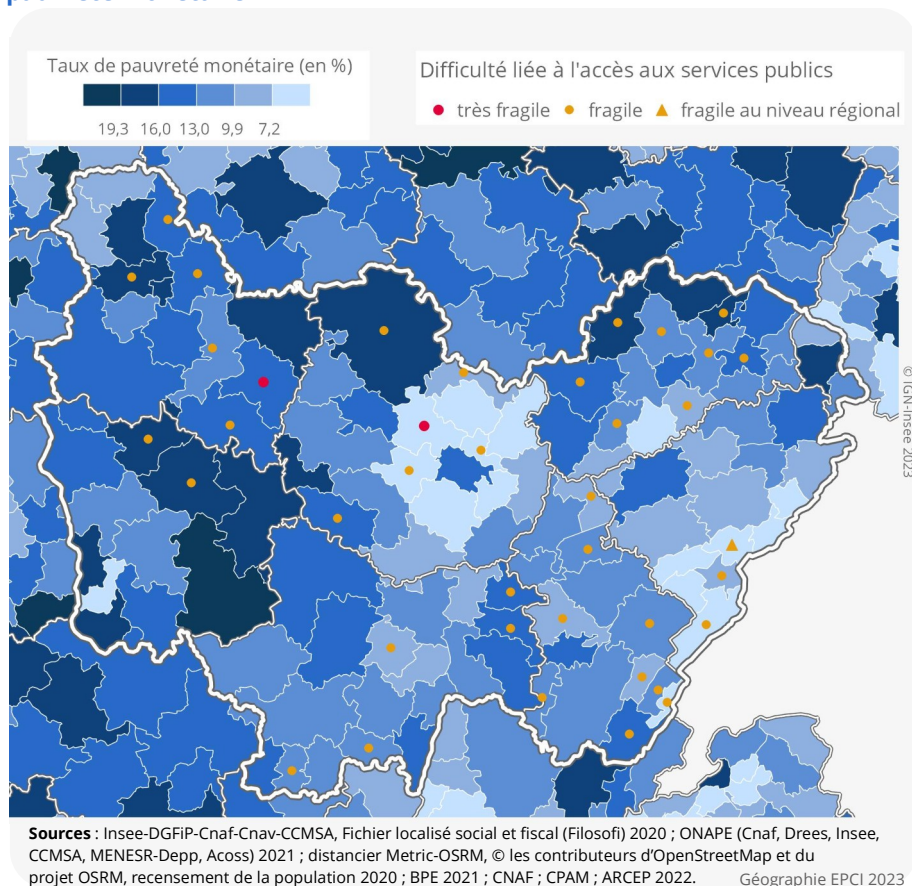 Taux de pauvreté monétaire (en %)
19,3 16,0 13,0 9,9 7,2
Difficulté liée à l'accès aux services publics
très fragile fragile fragile au niveau régional
© IGN-Insee 2023
Sources : Insee-DGFiP-Cnaf-Cnav-CCMSA, Fichier localisé social et fiscal (Filosofi) 2020 ; ONAPE (Cnaf, Drees, Insee,
CCMSA, MENESR-Depp, Acoss) 2021 ; distancier Metric-OSRM, © les contributeurs d'OpenStreetMap et du
projet OSRM, recensement de la population 2020 ; BPE 2021 ; CNAF ; CPAM ; ARCEP 2022.
Géographie EPCI 2023